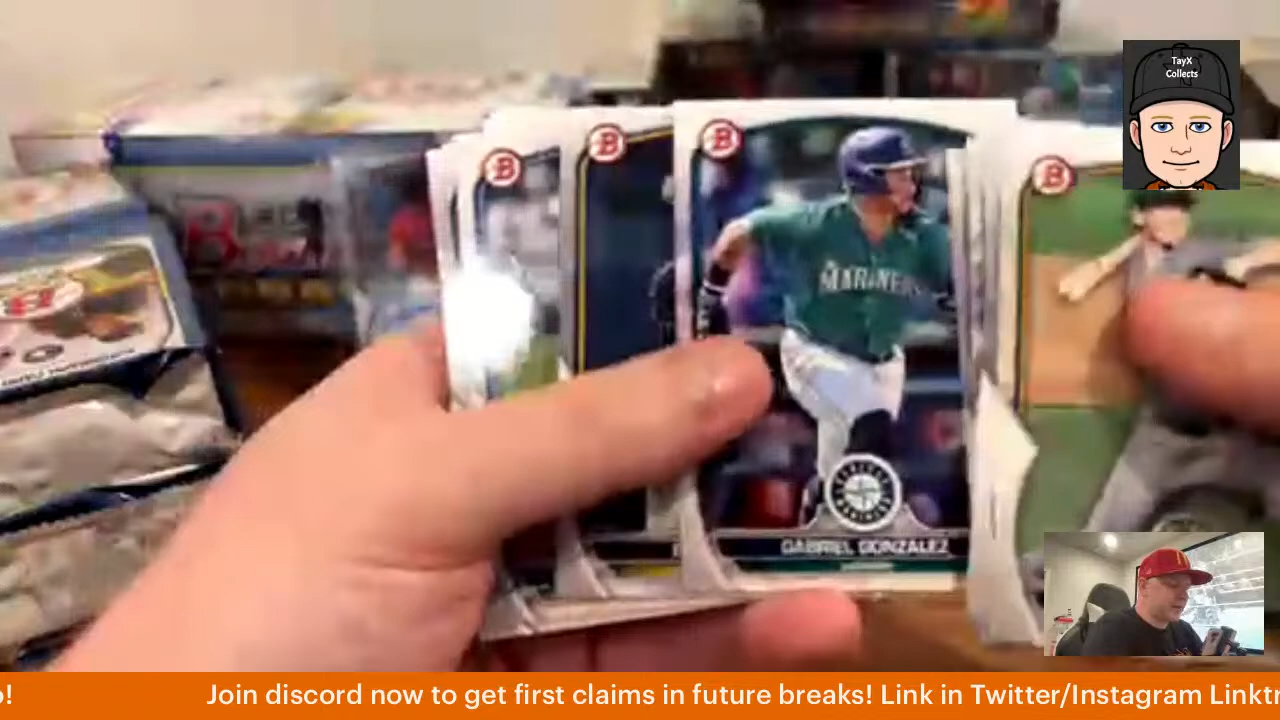 TayX
Collects
B
B
B
B
MARINERS
GABRIEL GONZALEZ
o!
Join discord now to get first claims in future breaks! Link in Twitter/Instagram Linktr